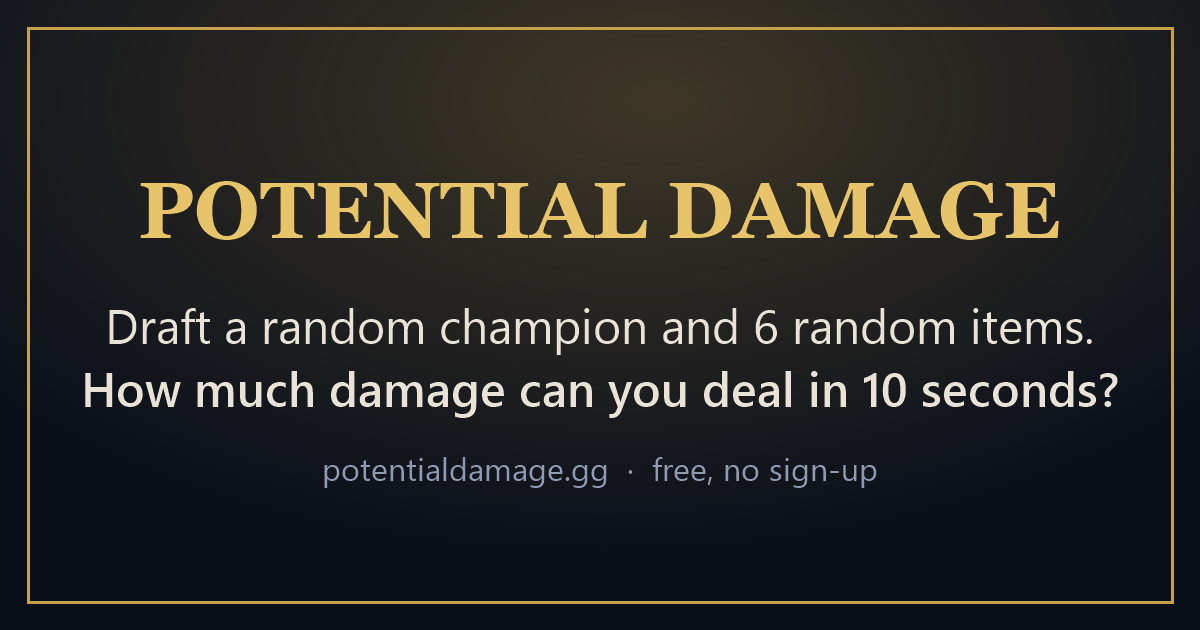 POTENTIAL DAMAGE
Draft a random champion and 6 random items.
How much damage can you deal in 10 seconds?
potentialdamage.gg · free, no sign-up